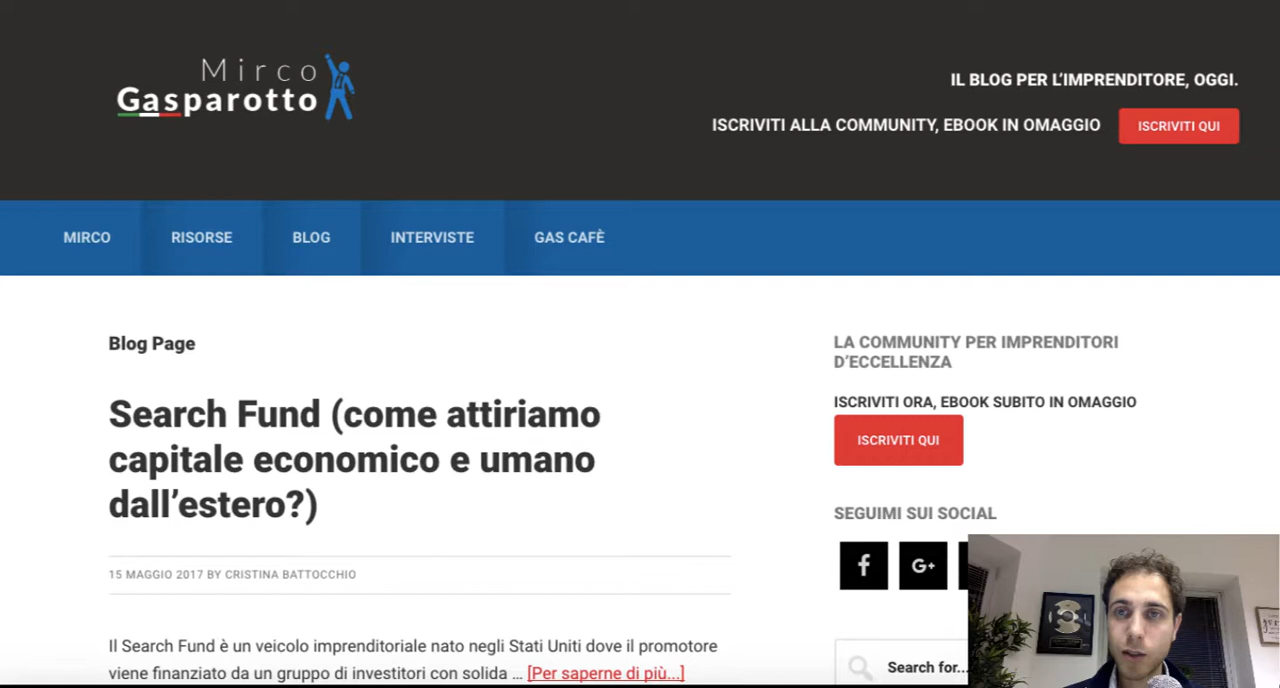 Mirco
Gasparotto
IL BLOG PER L'IMPRENDITORE, OGGI.
ISCRIVITI ALLA COMMUNITY, EBOOK IN OMAGGIO
ISCRIVITI QUI
MIRCO
RISORSE
BLOG
INTERVISTE
GAS CAFÈ
Blog Page
Search Fund (come attiriamo
capitale economico e umano
dall'estero?)
15 MAGGIO 2017 BY CRISTINA BATTOCCHIO
Il Search Fund è un veicolo imprenditoriale nato negli Stati Uniti dove il promotore
viene finanziato da un gruppo di investitori con solida … [Per saperne di più...]
LA COMMUNITY PER IMPRENDITORI
D'ECCELLENZA
ISCRIVITI ORA, EBOOK SUBITO IN OMAGGIO
ISCRIVITI QUI
SEGUIMI SUI SOCIAL
f
G+
Search for...